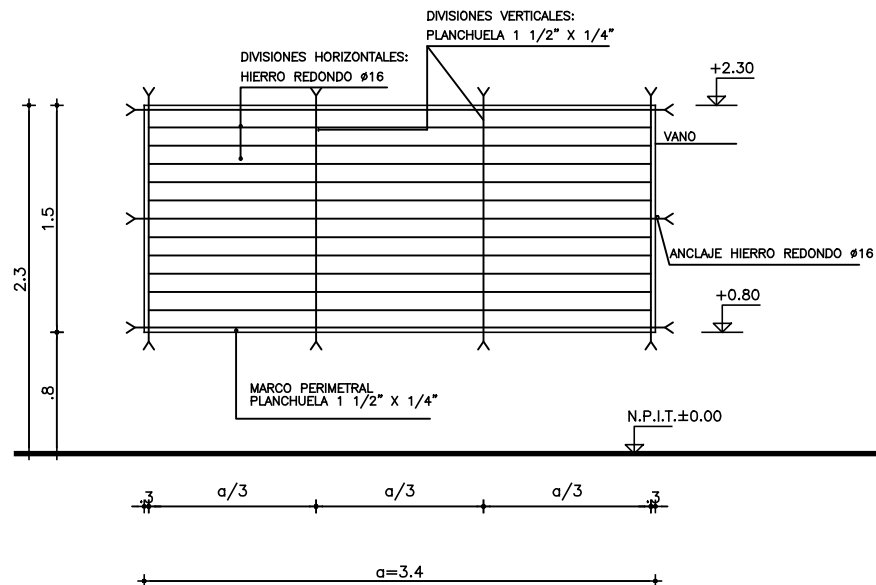 DIVISIONES VERTICALES:
PLANCHUELA 1 1/2" X 1/4"
DIVISIONES HORIZONTALES:
HIERRO REDONDO ø16
+2.30
VANO
1.5
2.3
ANCLAJE HIERRO REDONDO ø16
+0.80
.8
MARCO PERIMETRAL
PLANCHUELA 1 1/2" X 1/4"
N.P.I.T.±0.00
.3
a/3
a/3
a/3
.3
a=3.4